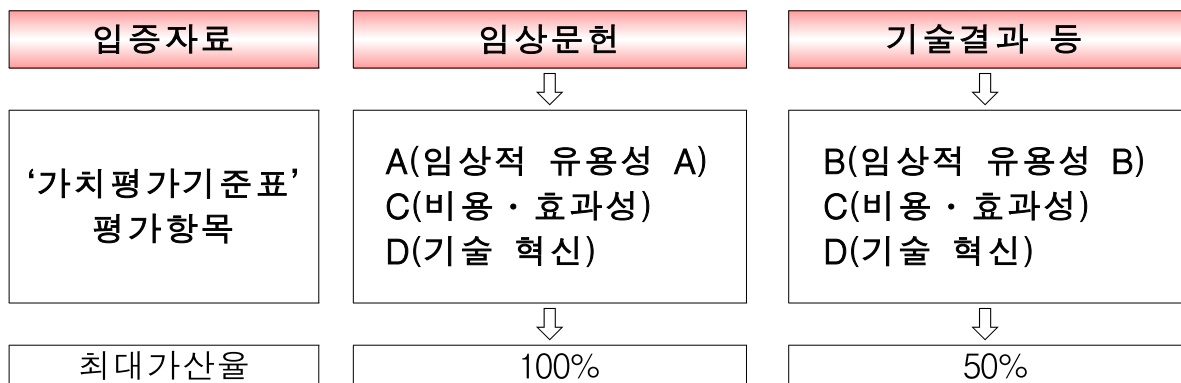 입증자료
임상문헌
기술결과 등
‘가치평가기준표’
평가항목
A(임상적 유용성 A)
C(비용·효과성)
D(기술 혁신)
B(임상적 유용성 B)
C(비용·효과성)
D(기술 혁신)
최대가산율
100%
50%